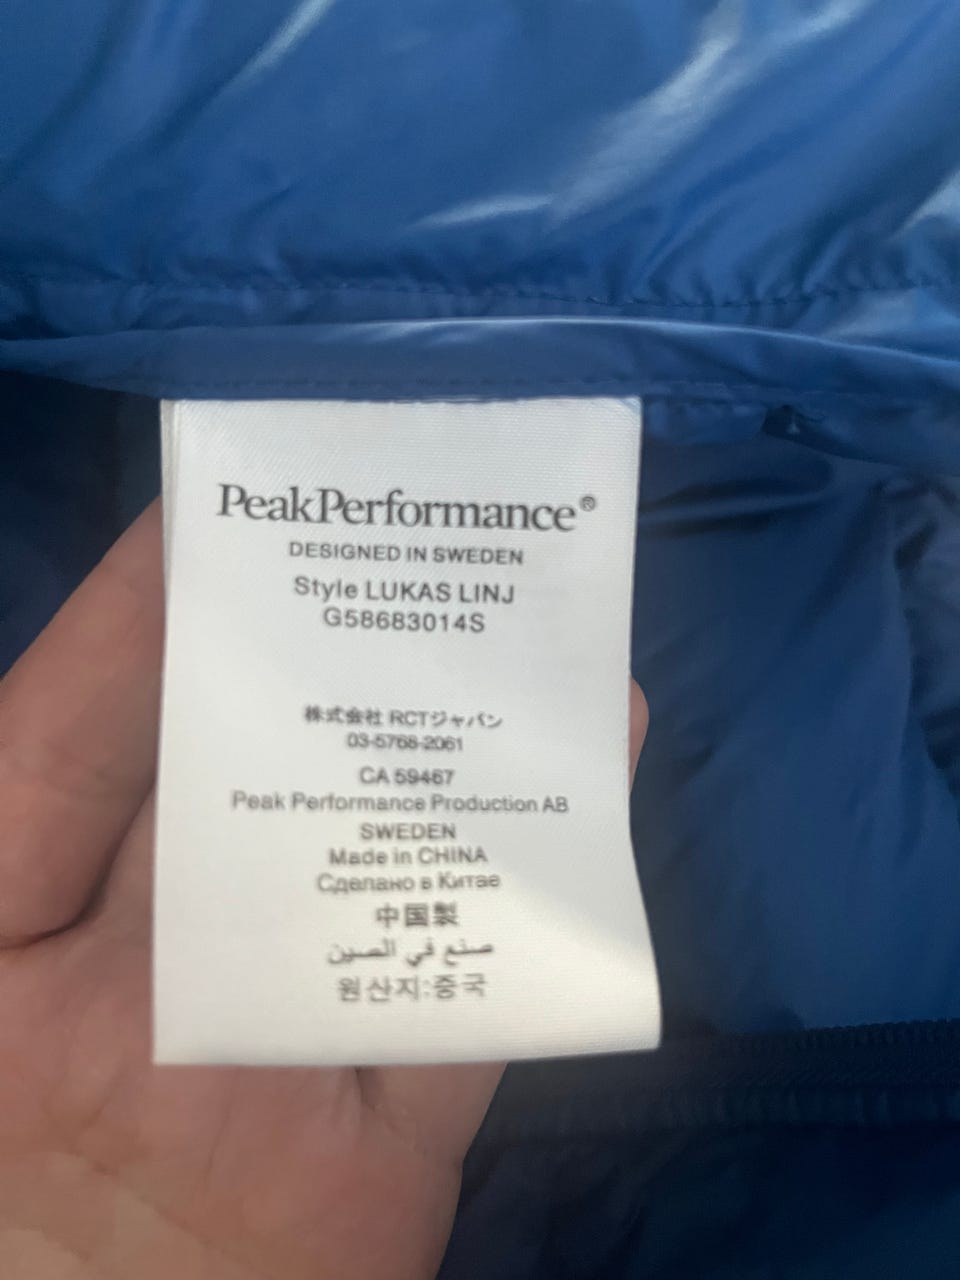 PeakPerformance®
DESIGNED IN SWEDEN
Style LUKAS LINJ
G58683014S
株式会社 RCTジャパン
03-5768-2061
CA 59467
Peak Performance Production AB
SWEDEN
Made in CHINA
Сделано в Китае
中国製
صنع في الصين
원산지:중국